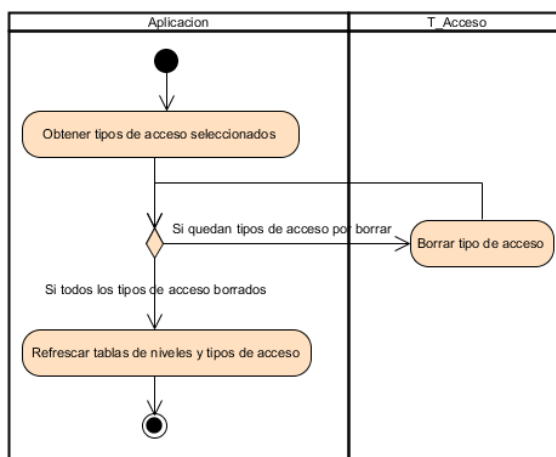 Aplicacion
T_Acceso
Obtener tipos de acceso seleccionados
Si quedan tipos de acceso por borrar
Borrar tipo de acceso
Si todos los tipos de acceso borrados
Refrescar tablas de niveles y tipos de acceso